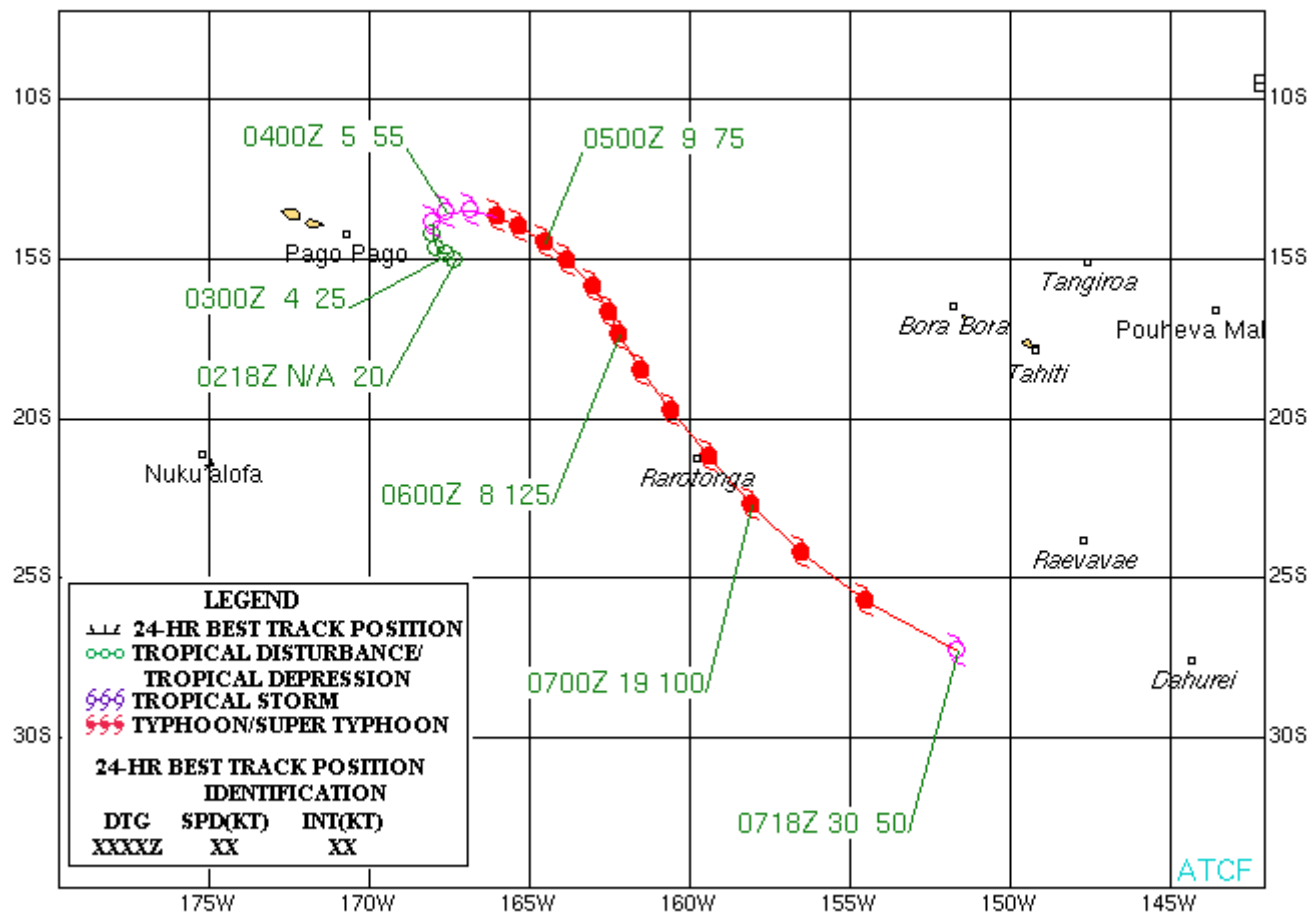 10S
10S
0400Z 5 55
0500Z 9 75
Pago Pago
15S
15S
0300Z 4 25
Tangiroa
Bora Bora
Pouheva Mal
0218Z N/A 20
Tahiti
20S
20S
Nuku'alofa
Rarotonga
0600Z 8 125
Raevavae
25S
25S
LEGEND
24-HR BEST TRACK POSITION
TROPICAL DISTURBANCE/
TROPICAL DEPRESSION
TROPICAL STORM
TYPHOON/SUPER TYPHOON
24-HR BEST TRACK POSITION
IDENTIFICATION
DTG SPD(KT) INT(KT)
XXXXZ XX XX
0700Z 19 100
Dahurei
30S
30S
0718Z 30 50
ATCF
175W 170W 165W 160W 155W 150W 145W